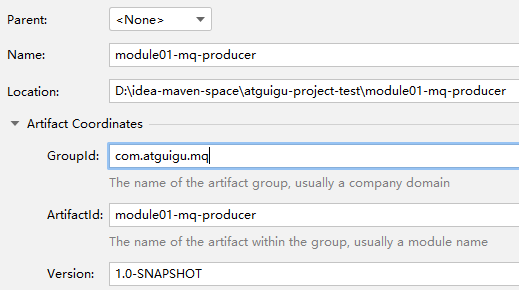 Parent: <None>
Name: module01-mq-producer
Location: D:\idea-maven-space\atguigu-project-test\module01-mq-producer
Artifact Coordinates
GroupId: com.atguigu.mq
The name of the artifact group, usually a company domain
ArtifactId: module01-mq-producer
The name of the artifact within the group, usually a module name
Version: 1.0-SNAPSHOT